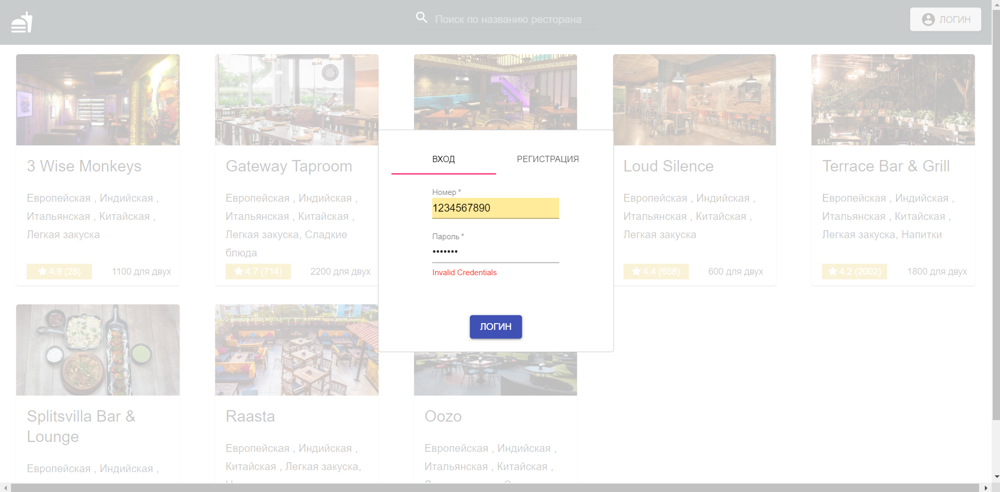 Поиск по названию ресторана
ЛОГИН
3 Wise Monkeys
Европейская , Индийская ,
Итальянская , Китайская ,
Легкая закуска
4.9 (28)
1100 для двух
Gateway Taproom
Европейская , Индийская ,
Итальянская , Китайская ,
Легкая закуска, Сладкие
блюда
4.7 (714)
2200 для двух
ВХОД
РЕГИСТРАЦИЯ
Номер *
1234567890
Пароль *
•••••••
Invalid Credentials
ЛОГИН
Loud Silence
Европейская , Индийская ,
Итальянская , Китайская ,
Легкая закуска
4.4 (658)
600 для двух
Rike
Terrace Bar & Grill
Европейская , Индийская ,
Итальянская , Китайская ,
Легкая закуска, Напитки
4.2 (2002)
1800 для двух
Splitsvilla Bar &
Lounge
Европейская , Индийская ,
Raasta
Европейская , Индийская ,
Китайская , Легкая закуска,
Oozo
Европейская , Индийская ,
Итальянская , Китайская ,